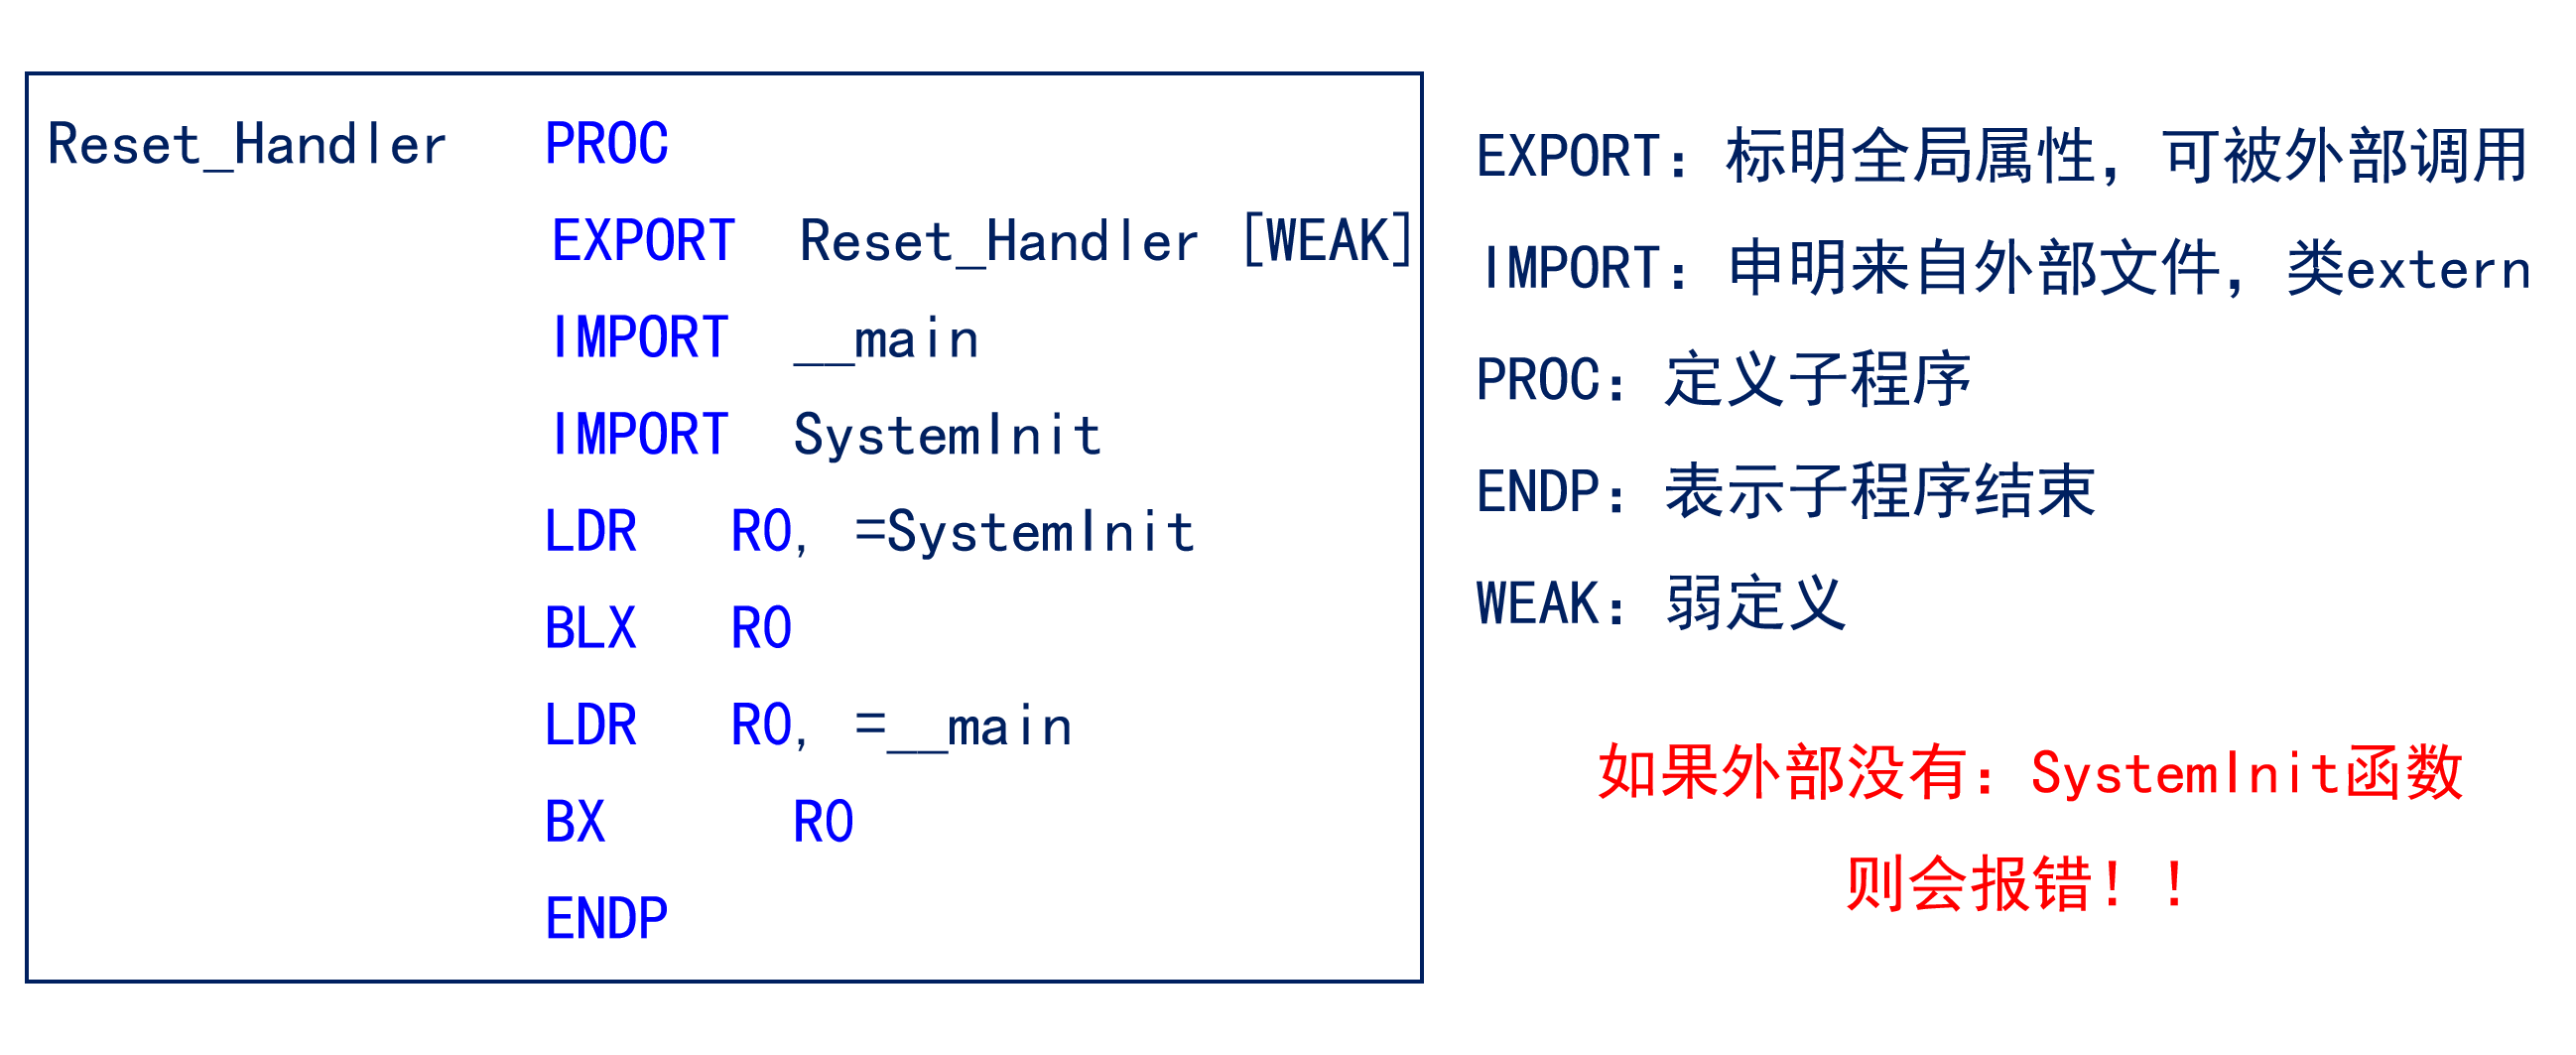 Reset_Handler PROC
EXPORT Reset_Handler [WEAK]
IMPORT __main
IMPORT SystemInit
LDR R0, =SystemInit
BLX R0
LDR R0, =__main
BX R0
ENDP
EXPORT：标明全局属性，可被外部调用
IMPORT：申明来自外部文件，类extern
PROC：定义子程序
ENDP：表示子程序结束
WEAK：弱定义
如果外部没有：SystemInit函数
则会报错！！